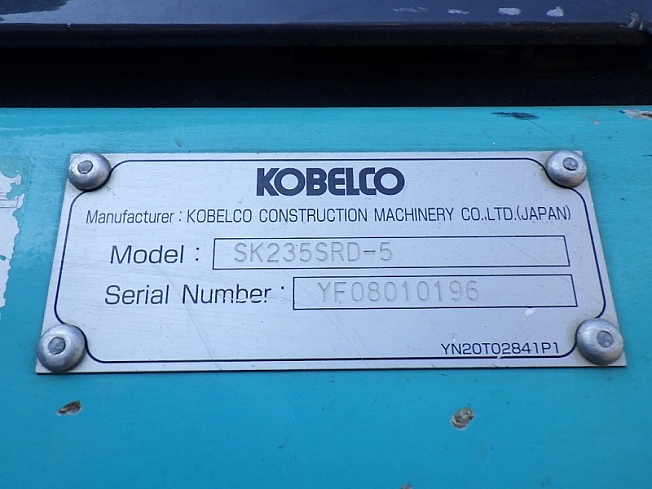 KOBELCO
Manufacturer : KOBELCO CONSTRUCTION MACHINERY CO.LTD.(JAPAN)
Model : SK235SRD-5
Serial Number : YF08010196
YN20T02841P1